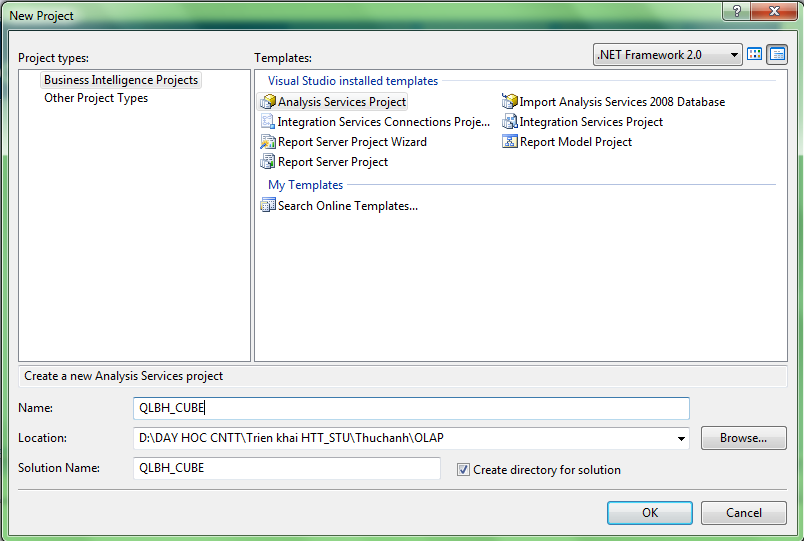 New Project
Project types:
Templates:
.NET Framework 2.0
Business Intelligence Projects
Other Project Types
Visual Studio installed templates
Analysis Services Project
Import Analysis Services 2008 Database
Integration Services Connections Proje...
Integration Services Project
Report Server Project Wizard
Report Model Project
Report Server Project
My Templates
Search Online Templates...
Create a new Analysis Services project
Name:
QLBH_CUBE
Location:
D:\DAY HOC CNTT\Trien khai HTT_STU\Thuchanh\OLAP
Browse...
Solution Name:
QLBH_CUBE
Create directory for solution
OK
Cancel